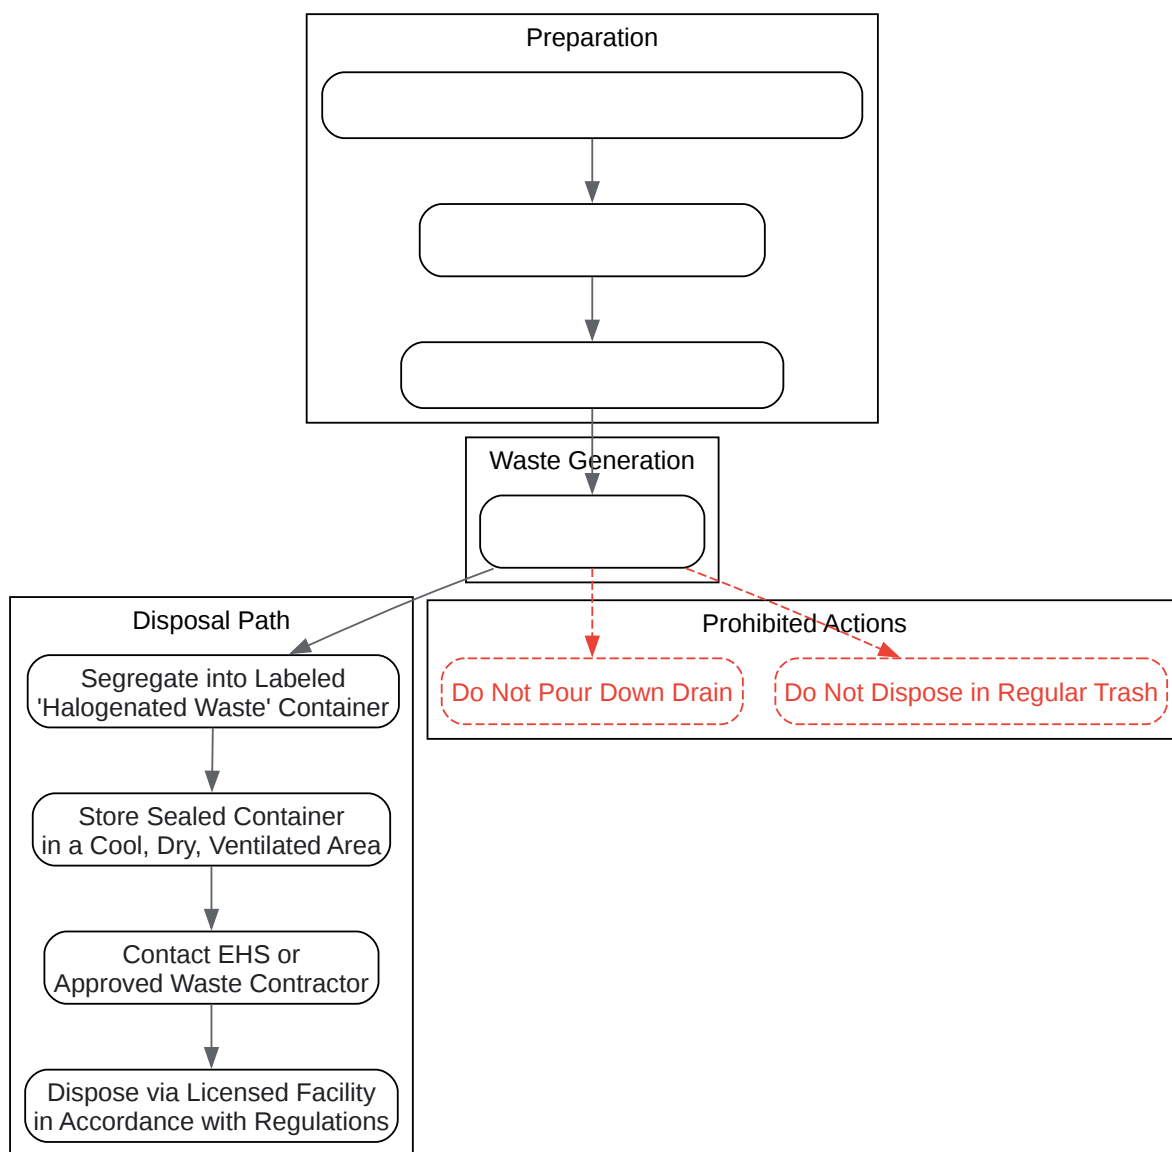 Preparation
Waste Generation
Disposal Path
Segregate into Labeled
'Halogenated Waste' Container
Store Sealed Container
in a Cool, Dry, Ventilated Area
Contact EHS or
Approved Waste Contractor
Dispose via Licensed Facility
in Accordance with Regulations
Prohibited Actions
Do Not Pour Down Drain
Do Not Dispose in Regular Trash